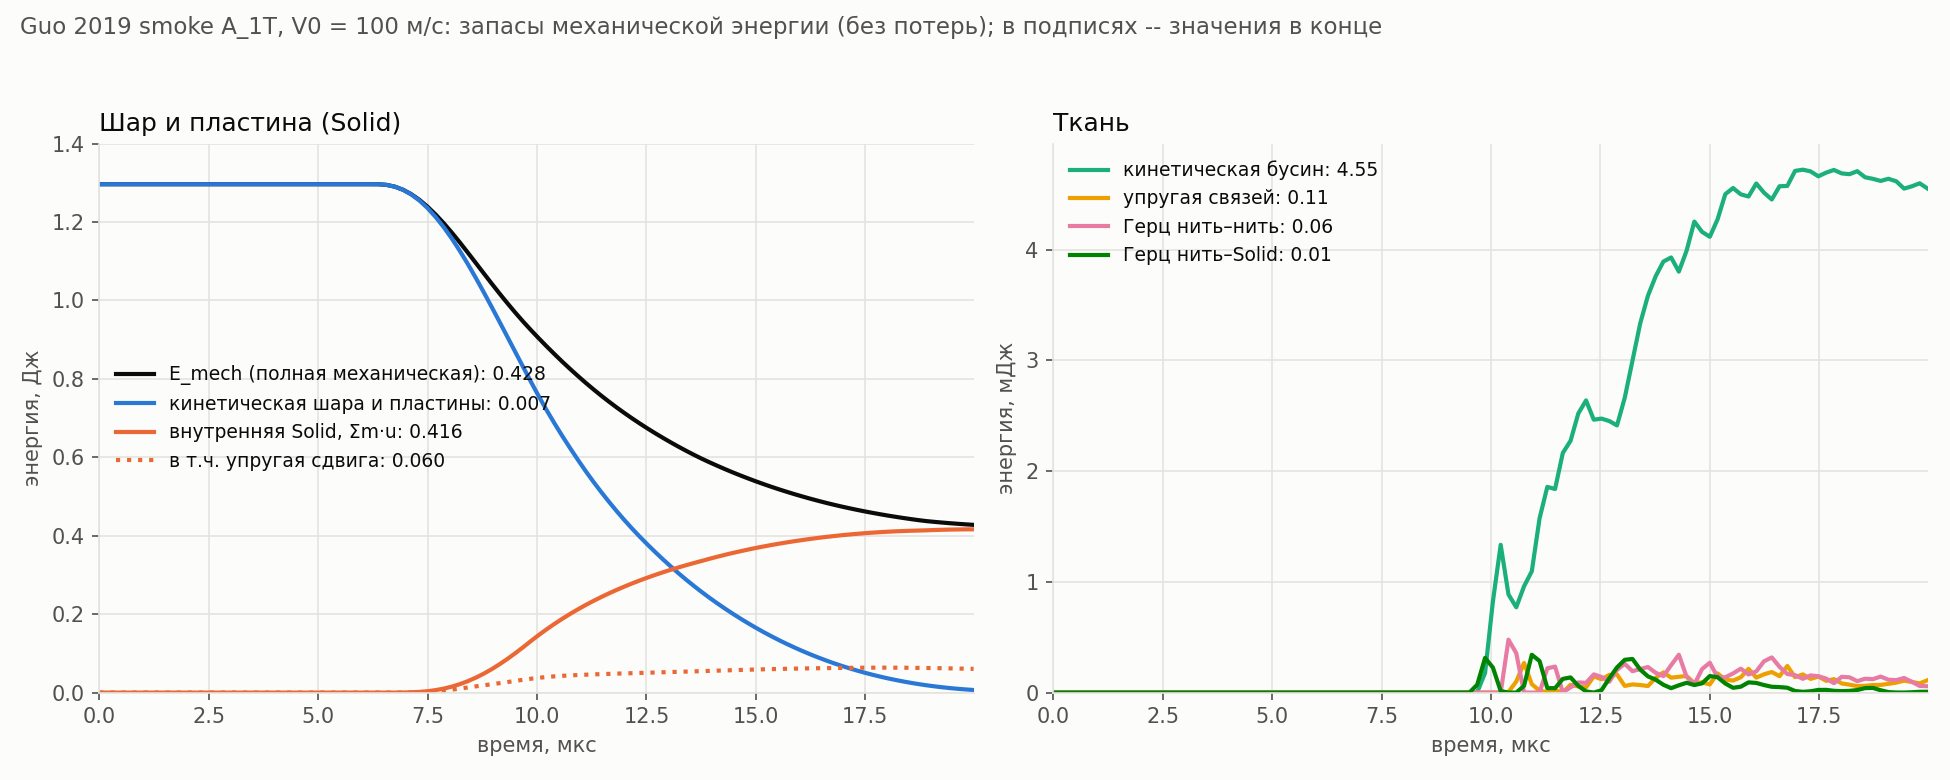 Guo 2019 smoke A_1T, V0 = 100 м/с: запасы механической энергии (без потерь); в подписях -- значения в конце
Шар и пластина (Solid)
энергия, Дж
1.4
1.2
1.0
0.8
0.6
0.4
0.2
0.0
E_mech (полная механическая): 0.428
кинетическая шара и пластины: 0.007
внутренняя Solid, Σm·u: 0.416
в т.ч. упругая сдвига: 0.060
0.0 2.5 5.0 7.5 10.0 12.5 15.0 17.5
время, мкс
Ткань
энергия, мДж
4
3
2
1
0
кинетическая бусин: 4.55
упругая связей: 0.11
Герц нить–нить: 0.06
Герц нить–Solid: 0.01
0.0 2.5 5.0 7.5 10.0 12.5 15.0 17.5
время, мкс